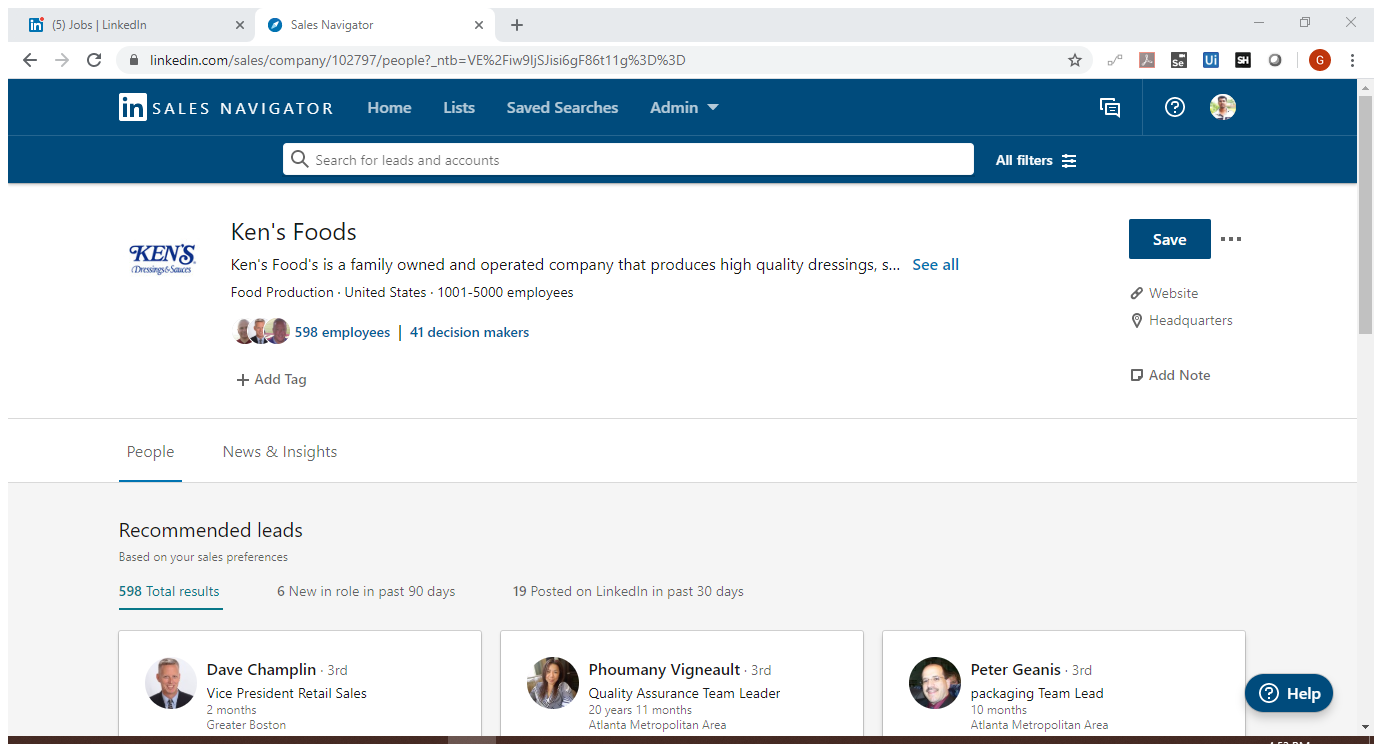 (5) Jobs | LinkedIn
Sales Navigator
linkedin.com/sales/company/102797/people?_ntb=VE%2Fiw9IjSJisi6gF86t11g%3D%3D
Se
Ui
SH
G
in SALES NAVIGATOR
Home
Lists
Saved Searches
Admin
Search for leads and accounts
All filters
KEN'S
Dressings&Sauces
Ken's Foods
Save
Ken's Food's is a family owned and operated company that produces high quality dressings, s... See all
Food Production · United States · 1001-5000 employees
Website
Headquarters
598 employees | 41 decision makers
Add Tag
Add Note
People
News & Insights
Recommended leads
Based on your sales preferences
598 Total results
6 New in role in past 90 days
19 Posted on LinkedIn in past 30 days
Dave Champlin · 3rd
Vice President Retail Sales
2 months
Greater Boston
Phoumany Vigneault · 3rd
Quality Assurance Team Leader
20 years 11 months
Atlanta Metropolitan Area
Peter Geanis · 3rd
packaging Team Lead
10 months
Atlanta Metropolitan Area
Help